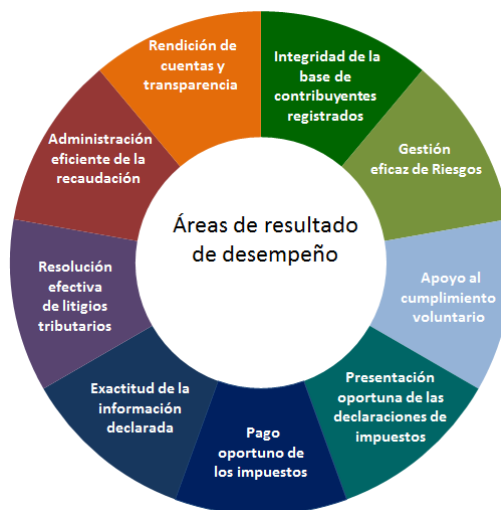 Áreas de resultado
de desempeño
Integridad de la
base de
contribuyentes
registrados
Gestión
eficaz de Riesgos
Apoyo al
cumplimiento
voluntario
Presentación
oportuna de las
declaraciones de
impuestos
Pago
oportuno de
los impuestos
Exactitud de la
información
declarada
Resolución
efectiva
de litigios
tributarios
Administración
eficiente de la
recaudación
Rendición de
cuentas y
transparencia